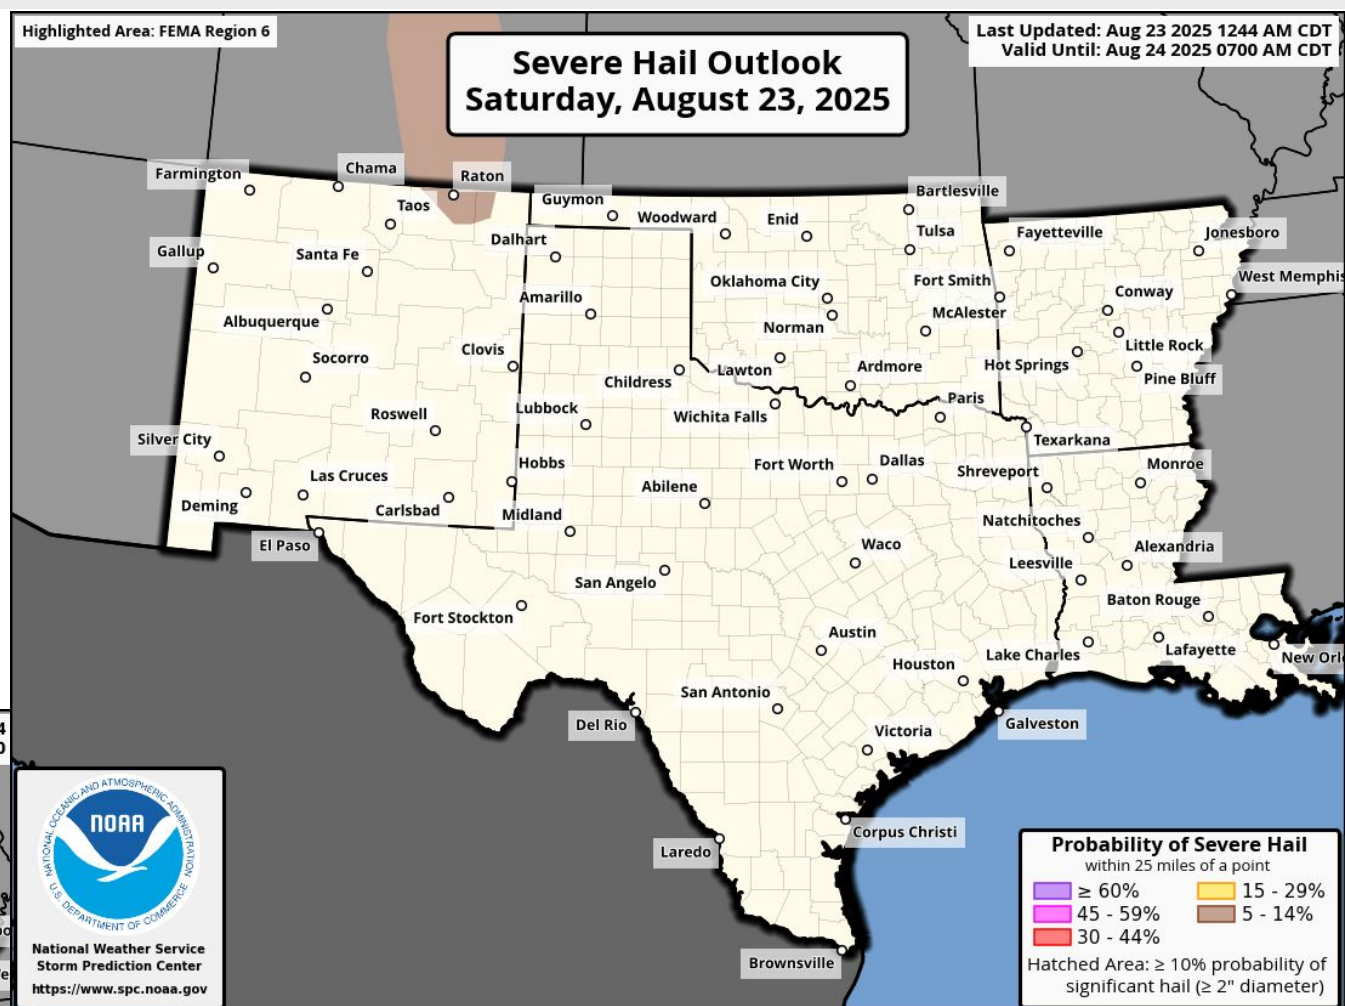 Highlighted Area: FEMA Region 6
Last Updated: Aug 23 2025 1244 AM CDT
Valid Until: Aug 24 2025 0700 AM CDT
Severe Hail Outlook
Saturday, August 23, 2025
Farmington
Chama
Raton
Taos
Guymon
Woodward
Enid
Bartlesville
Tulsa
Fayetteville
Jonesboro
Gallup
Santa Fe
Dalhart
Oklahoma City
Fort Smith
West Memphis
Albuquerque
Amarillo
Norman
McAlester
Conway
Little Rock
Socorro
Clovis
Childress
Lawton
Ardmore
Hot Springs
Pine Bluff
Roswell
Lubbock
Wichita Falls
Paris
Texarkana
Silver City
Las Cruces
Hobbs
Abilene
Fort Worth
Dallas
Shreveport
Monroe
Deming
Carlsbad
Midland
Natchitoches
El Paso
San Angelo
Waco
Leesville
Alexandria
Fort Stockton
Austin
Baton Rouge
Houston
Lake Charles
Lafayette
New Orl
San Antonio
Del Rio
Victoria
Galveston
Laredo
Corpus Christi
Brownsville
4
0
NATIONAL OCEANIC AND ATMOSPHERIC ADMINISTRATION
NOAA
U.S. DEPARTMENT OF COMMERCE
National Weather Service
Storm Prediction Center
https://www.spc.noaa.gov
Probability of Severe Hail
within 25 miles of a point
≥ 60%
15 - 29%
45 - 59%
5 - 14%
30 - 44%
Hatched Area: ≥ 10% probability of
significant hail (≥ 2" diameter)